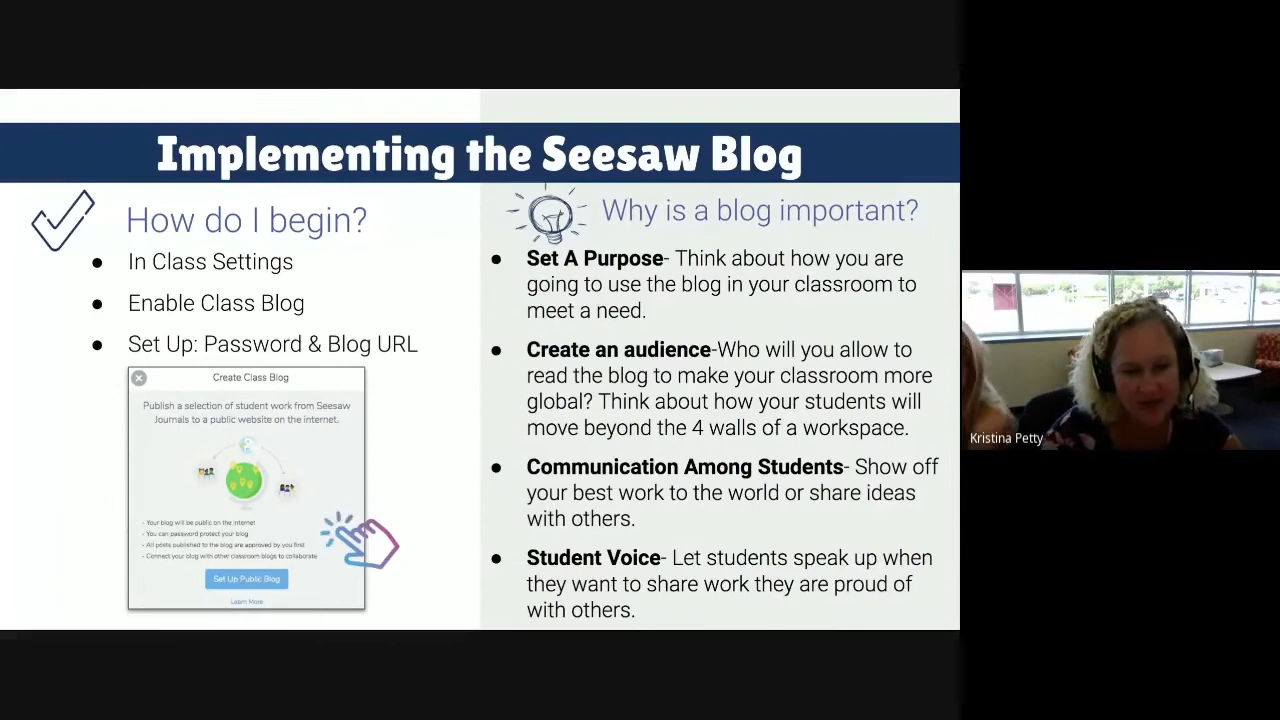 Implementing the Seesaw Blog
How do I begin?
● In Class Settings
● Enable Class Blog
● Set Up: Password & Blog URL
Create Class Blog
Publish a selection of student work from Seesaw
Journals to a public website on the internet.
- Your blog will be public on the internet
- You can password protect your blog
- All posts published to the blog are approved by you first
- Connect your blog with other classroom blogs to collaborate
Set Up Public Blog
Learn More
Why is a blog important?
● Set A Purpose- Think about how you are
going to use the blog in your classroom to
meet a need.
● Create an audience-Who will you allow to
read the blog to make your classroom more
global? Think about how your students will
move beyond the 4 walls of a workspace.
● Communication Among Students- Show off
your best work to the world or share ideas
with others.
● Student Voice- Let students speak up when
they want to share work they are proud of
with others.
Kristina Petty